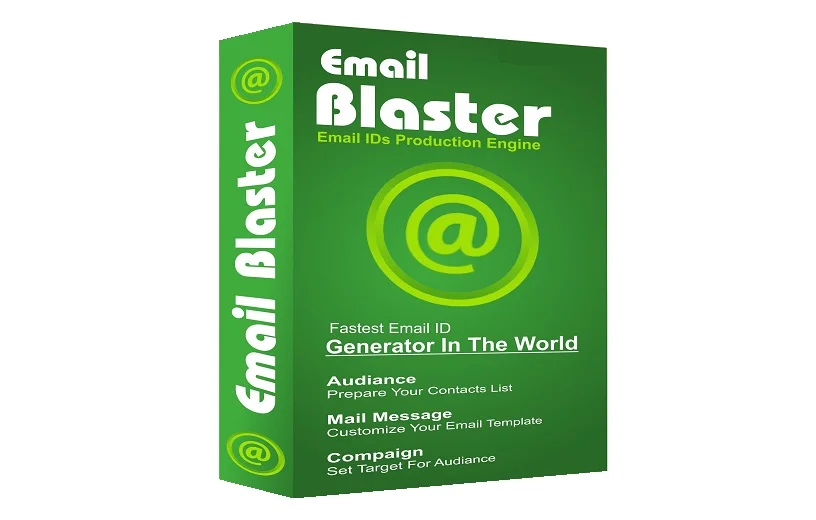 Email Blaster
Email
Blaster
Email IDs Production Engine
@
Fastest Email ID
Generator In The World
Audiance
Prepare Your Contacts List
Mail Message
Customize Your Email Template
Compaign
Set Target For Audiance
@
@